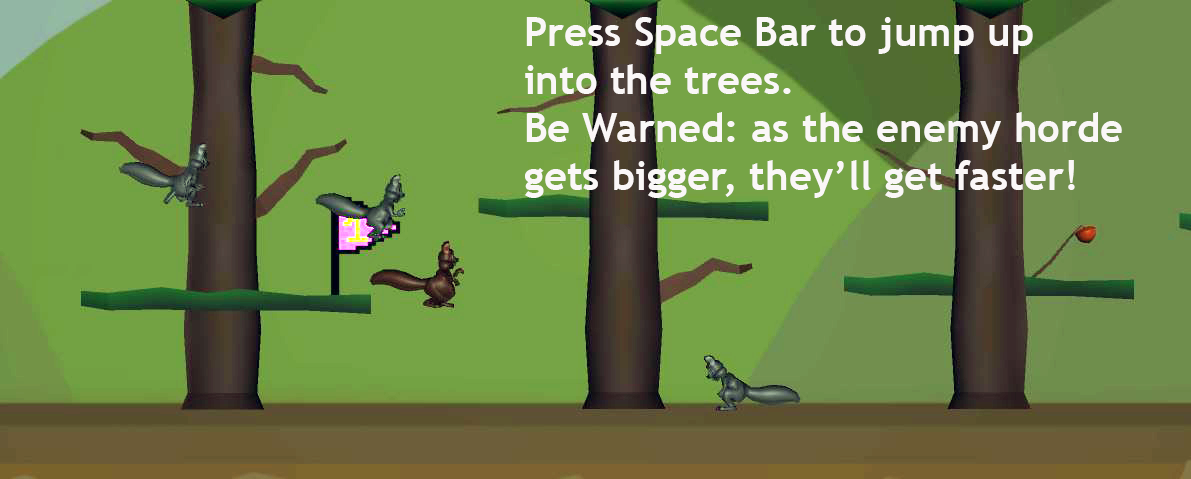 Press Space Bar to jump up
into the trees.
Be Warned: as the enemy horde
gets bigger, they’ll get faster!
1